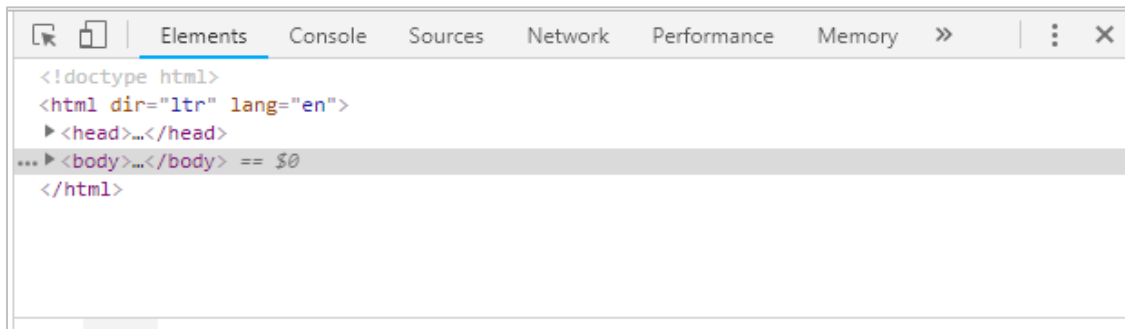 Elements Console Sources Network Performance Memory »
<!doctype html>
<html dir="ltr" lang="en">
▶<head>…</head>
... ▶<body>…</body> == $0
</html>